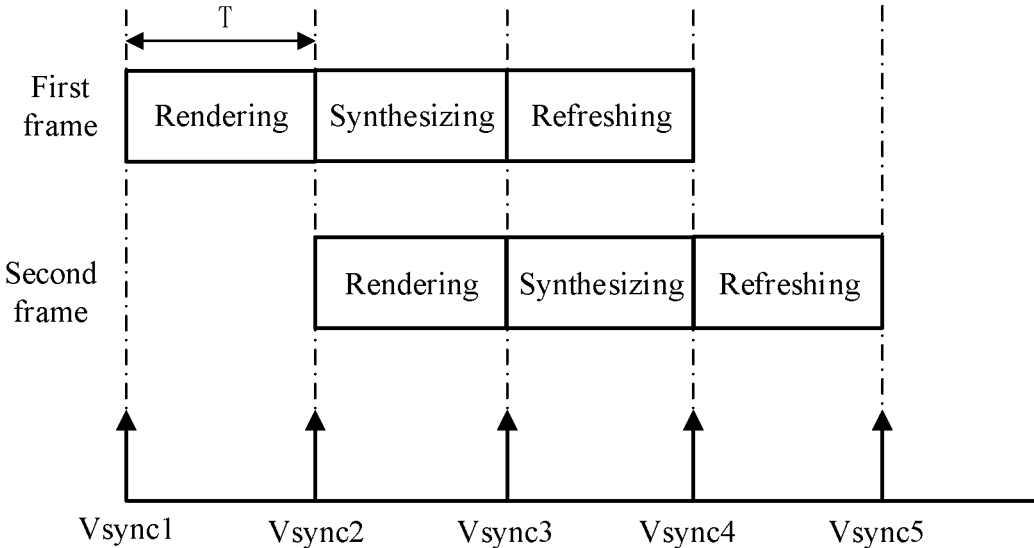 T
First
frame
Rendering Synthesizing Refreshing
Second
frame
Rendering Synthesizing Refreshing
Vsync1 Vsync2 Vsync3 Vsync4 Vsync5